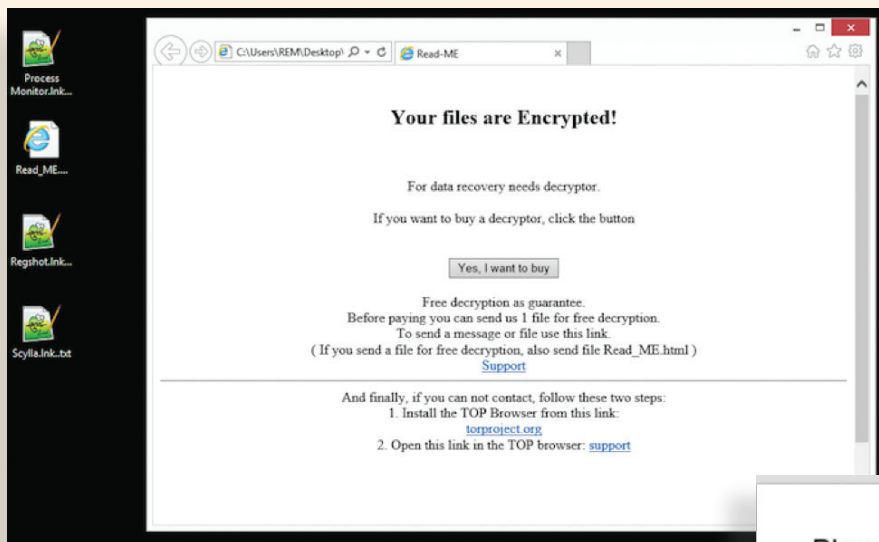 Process
Monitor.lnk...
Read_ME....
Regshot.lnk...
Scylla.lnk..txt
C:\Users\REM\Desktop\
Read-ME
Your files are Encrypted!
For data recovery needs decryptor.
If you want to buy a decryptor, click the button
Yes, I want to buy
Free decryption as guarantee.
Before paying you can send us 1 file for free decryption.
To send a message or file use this link.
( If you send a file for free decryption, also send file Read_ME.html )
Support
And finally, if you can not contact, follow these two steps:
1. Install the TOP Browser from this link:
torproject.org
2. Open this link in the TOP browser: support